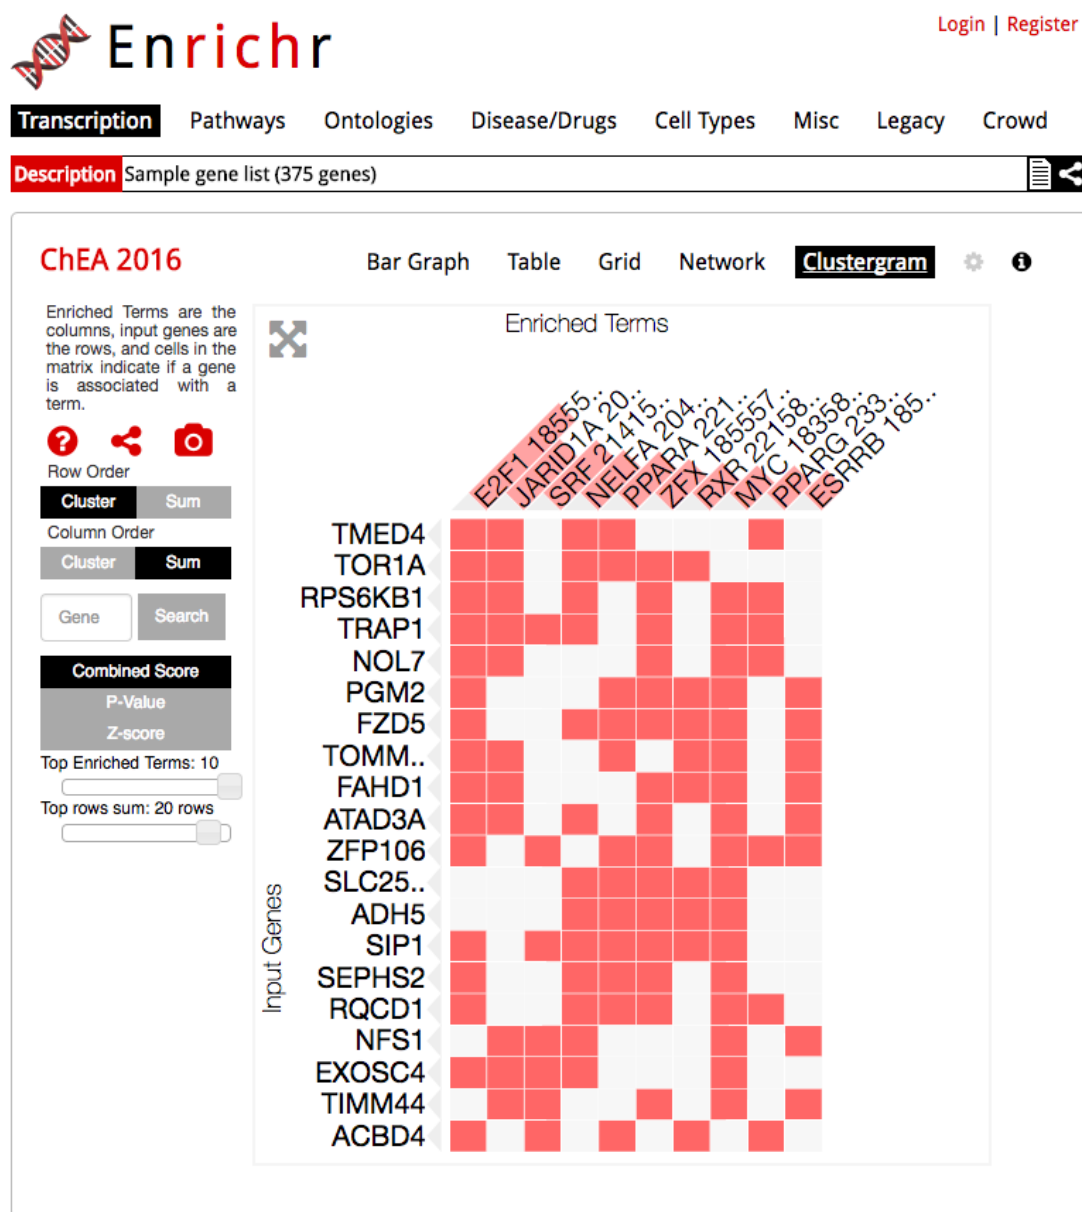 Login | Register
Enrichr
Transcription Pathways Ontologies Disease/Drugs Cell Types Misc Legacy Crowd
Description Sample gene list (375 genes)
ChEA 2016
Bar Graph Table Grid Network Clustergram
Enriched Terms are the
columns, input genes are
the rows, and cells in the
matrix indicate if a gene
is associated with a
term.
Row Order
Cluster Sum
Column Order
Cluster Sum
Gene Search
Combined Score
P-Value
Z-score
Top Enriched Terms: 10
Top rows sum: 20 rows
Enriched Terms
E2F1 18555..
JARID1A 20..
SRF 21415..
NELFA 204..
PPARA 221..
ZFX 185557..
RXR 22158..
MYC 18358..
PPARG 233..
ESRRB 185..
Input Genes
TMED4
TOR1A
RPS6KB1
TRAP1
NOL7
PGM2
FZD5
TOMM..
FAHD1
ATAD3A
ZFP106
SLC25..
ADH5
SIP1
SEPHS2
RQCD1
NFS1
EXOSC4
TIMM44
ACBD4